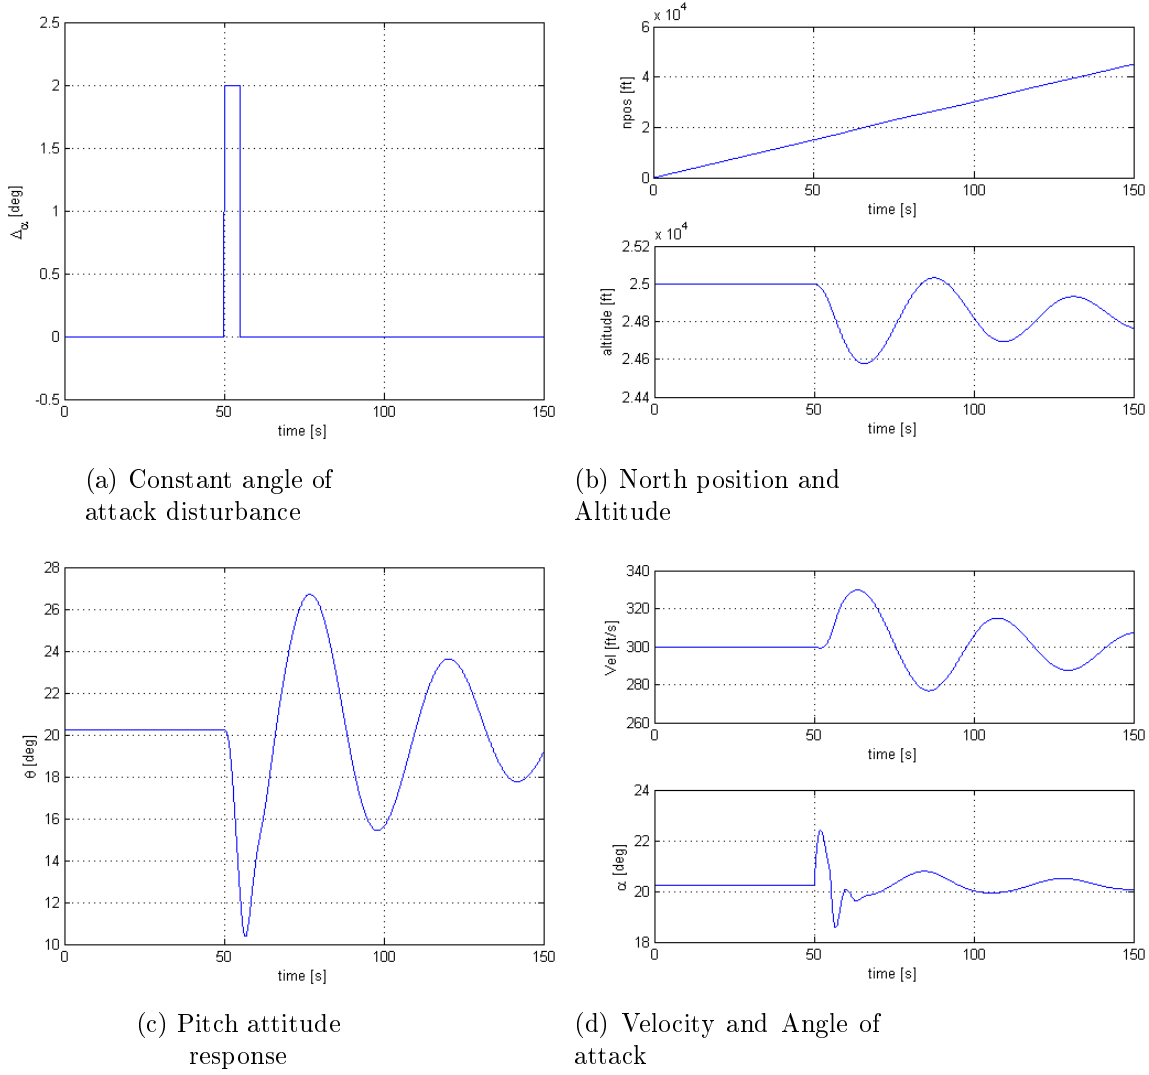 2.5
2
1.5
1
0.5
0
-0.5
Δα [deg]
0 50 100 150
time [s]
x 10^4
6
4
2
0
npos [ft]
0 50 100 150
time [s]
x 10^4
2.52
2.5
2.48
2.46
2.44
altitude [ft]
0 50 100 150
time [s]
(a) Constant angle of
attack disturbance
(b) North position and
Altitude
28
26
24
22
20
18
16
14
12
10
θ [deg]
0 50 100 150
time [s]
340
320
300
280
260
Vel [ft/s]
0 50 100 150
time [s]
24
22
20
18
α [deg]
0 50 100 150
time [s]
(c) Pitch attitude
response
(d) Velocity and Angle of
attack